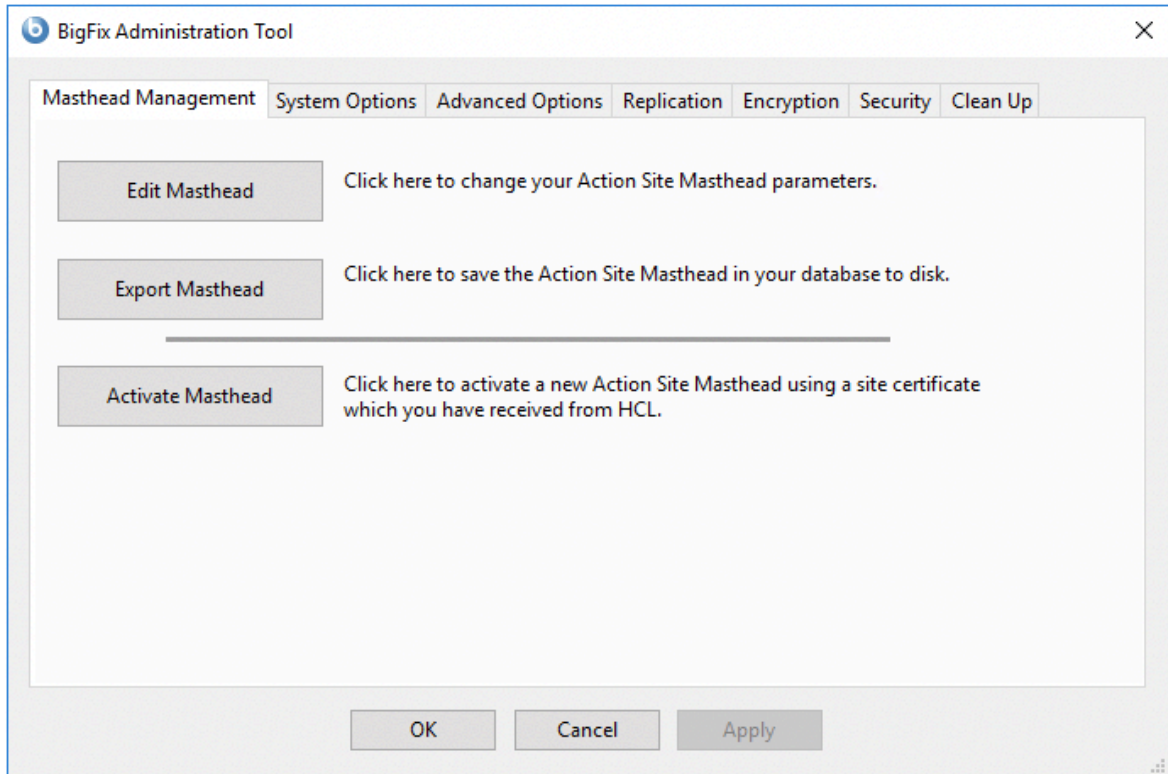 BigFix Administration Tool
Masthead Management System Options Advanced Options Replication Encryption Security Clean Up
Edit Masthead
Click here to change your Action Site Masthead parameters.
Export Masthead
Click here to save the Action Site Masthead in your database to disk.
Activate Masthead
Click here to activate a new Action Site Masthead using a site certificate
which you have received from HCL.
OK Cancel Apply